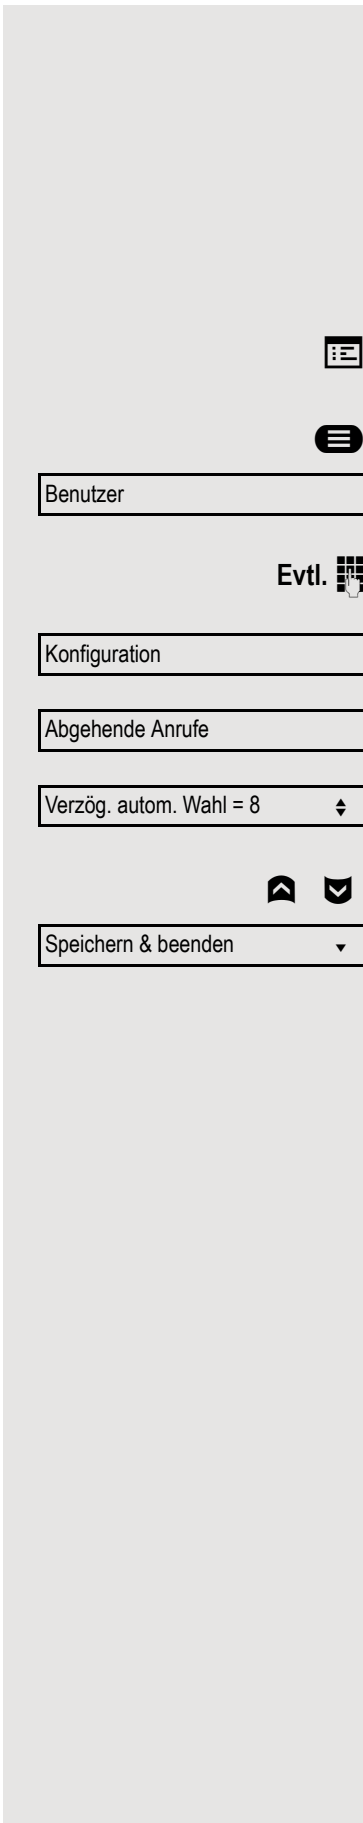 Benutzer
Evtl.
Konfiguration
Abgehende Anrufe
Verzög. autom. Wahl = 8
Speichern & beenden